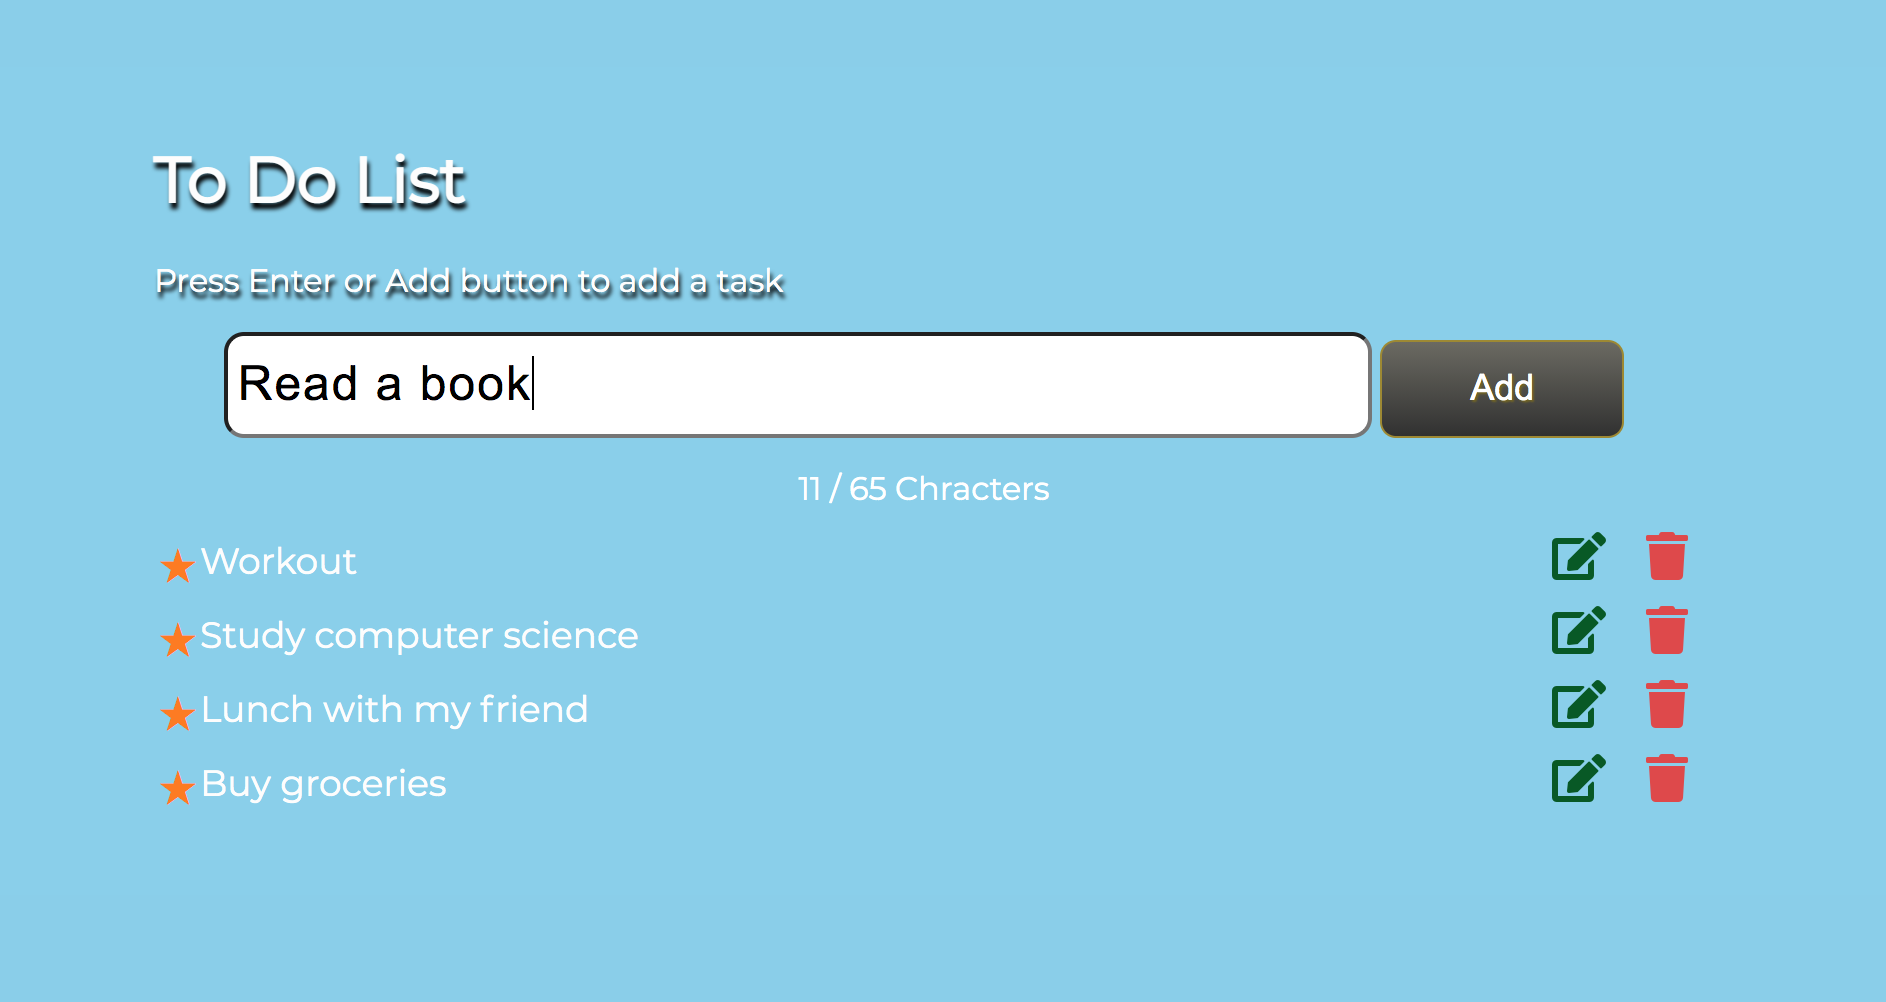 To Do List
Press Enter or Add button to add a task
Read a book
Add
11 / 65 Chracters
Workout
Study computer science
Lunch with my friend
Buy groceries